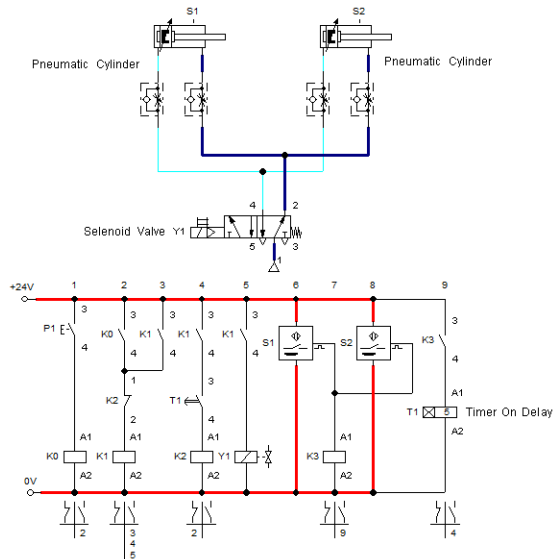 S1 S2
Pneumatic Cylinder Pneumatic Cylinder
4 2
Selenoid Valve Y1
5 3
1
+24V 1 2 3 4 5 6 7 8 9
3 3 3 3 3 3
P1 K0 K1 K1 K1 S1 S2 K3
4 4 4 4 4 4
1 3 A1
K2 T1 T1 5 Timer On Delay
2 4 A2
A1 A1 A1 A1
K0 K1 K2 Y1 K3
A2 A2 A2 A2
0V
2 3 2 9 4
4
5